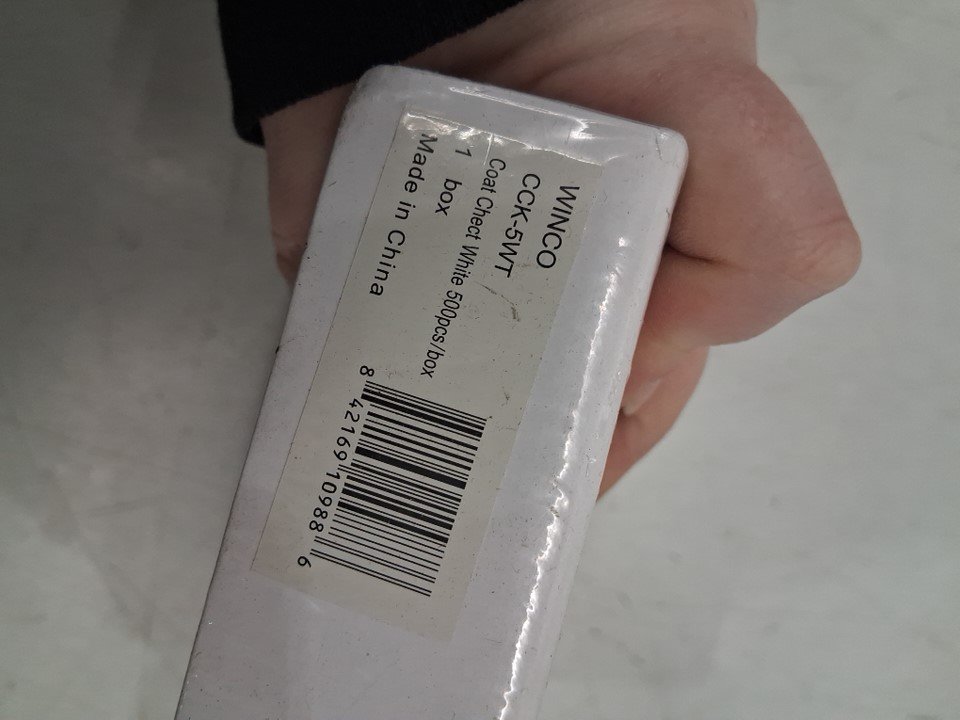 WINCO
CCK-5WT
Coat Chect White 500pcs/box
1 box
Made in China
8 42169 10988 6